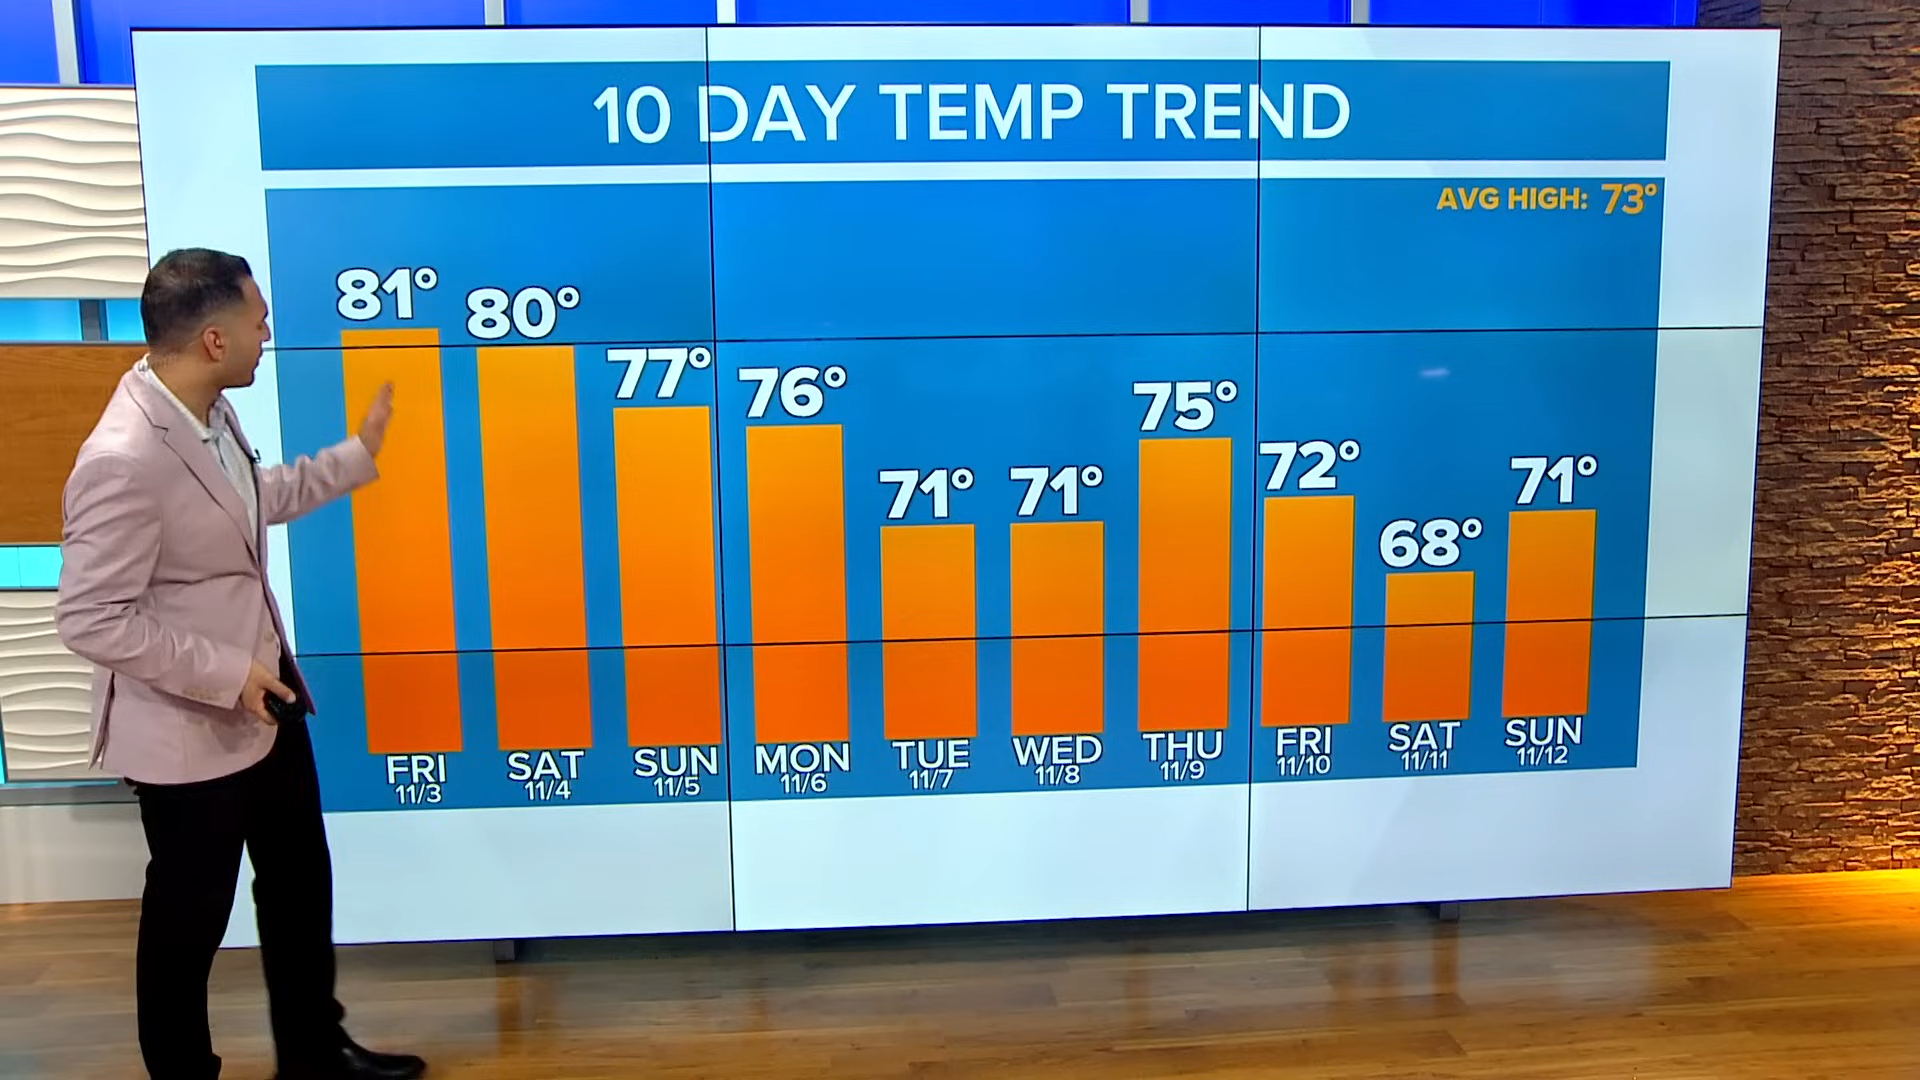 10 DAY TEMP TREND
AVG HIGH: 73°
81° 80° 77° 76° 71° 71° 75° 72° 68° 71°
FRI SAT SUN MON TUE WED THU FRI SAT SUN
11/3 11/4 11/5 11/6 11/7 11/8 11/9 11/10 11/11 11/12